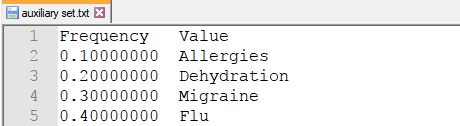 auxiliary set.txt
1 Frequency Value
2 0.10000000 Allergies
3 0.20000000 Dehydration
4 0.30000000 Migraine
5 0.40000000 Flu